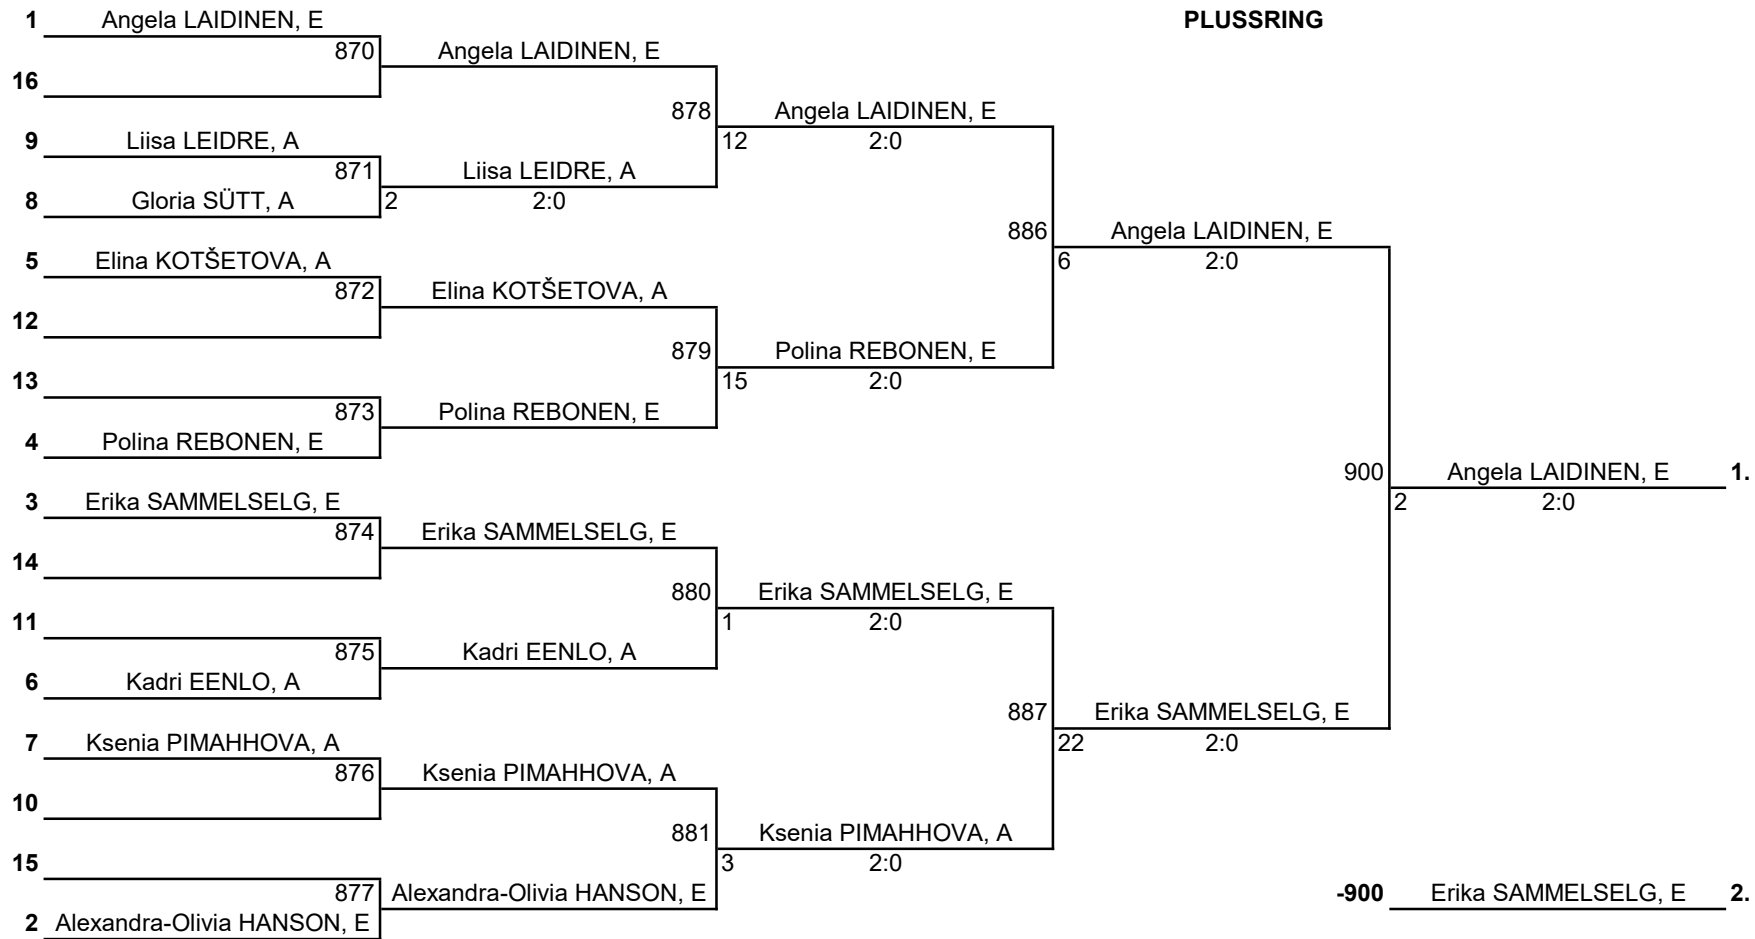 1 Angela LAIDINEN, E PLUSSRING
870 Angela LAIDINEN, E
16
878 Angela LAIDINEN, E
9 Liisa LEIDRE, A 12 2:0
871 Liisa LEIDRE, A
8 Gloria SÜTT, A 2 2:0
886 Angela LAIDINEN, E
5 Elina KOTŠETOVA, A 6 2:0
872 Elina KOTŠETOVA, A
12
879 Polina REBONEN, E
13 15 2:0
873 Polina REBONEN, E
4 Polina REBONEN, E
900 Angela LAIDINEN, E 1.
3 Erika SAMMELSELG, E 2 2:0
874 Erika SAMMELSELG, E
14
880 Erika SAMMELSELG, E
11 1 2:0
875 Kadri EENLO, A
6 Kadri EENLO, A
887 Erika SAMMELSELG, E
7 Ksenia PIMAHHOVA, A 22 2:0
876 Ksenia PIMAHHOVA, A
10
881 Ksenia PIMAHHOVA, A
15 3 2:0
877 Alexandra-Olivia HANSON, E -900 Erika SAMMELSELG, E 2.
2 Alexandra-Olivia HANSON, E